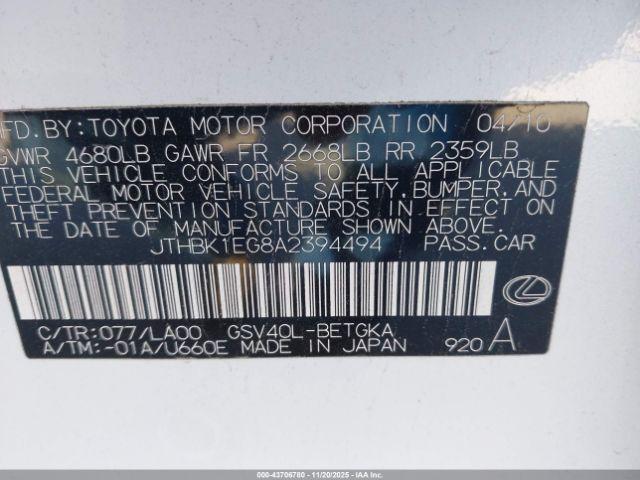 MFD. BY: TOYOTA MOTOR CORPORATION 04/10
GVWR 4680LB GAWR FR 2668LB RR 2359LB
THIS VEHICLE CONFORMS TO ALL APPLICABLE
FEDERAL MOTOR VEHICLE SAFETY, BUMPER, AND
THEFT PREVENTION STANDARDS IN EFFECT ON
THE DATE OF MANUFACTURE SHOWN ABOVE.
JTHBK1EG8A2394494 PASS. CAR
C/TR: 077/LA00 GSV40L-BETGKA
A/TM: -01A/U660E MADE IN JAPAN 920 A
000-43706780 - 11/20/2025 - IAAI.COM